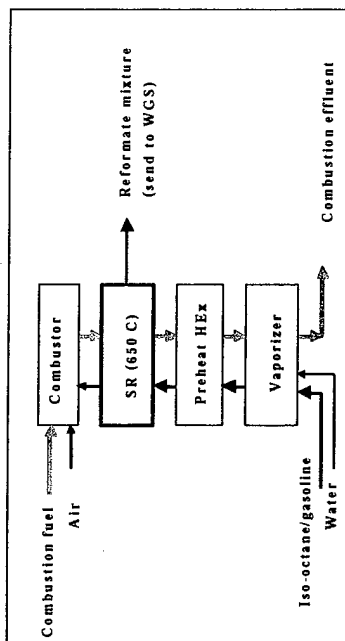 Combustion fuel
Air
Combustor
SR (650 C)
Reformate mixture
(send to WGS)
Preheat HEx
Vaporizer
Iso-octane/gasoline
Water
Combustion effluent